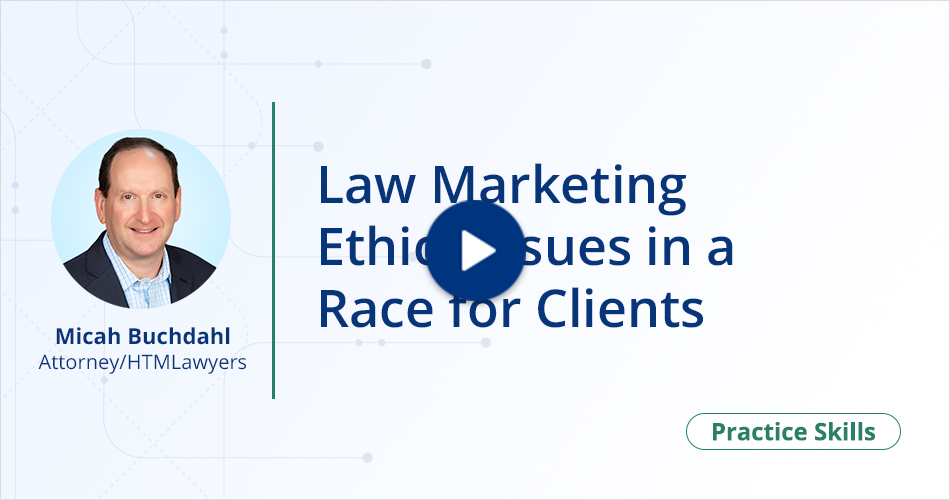 Micah Buchdahl
Attorney/HTMLawyers
Law Marketing
in a
Race for Clients
Practice Skills